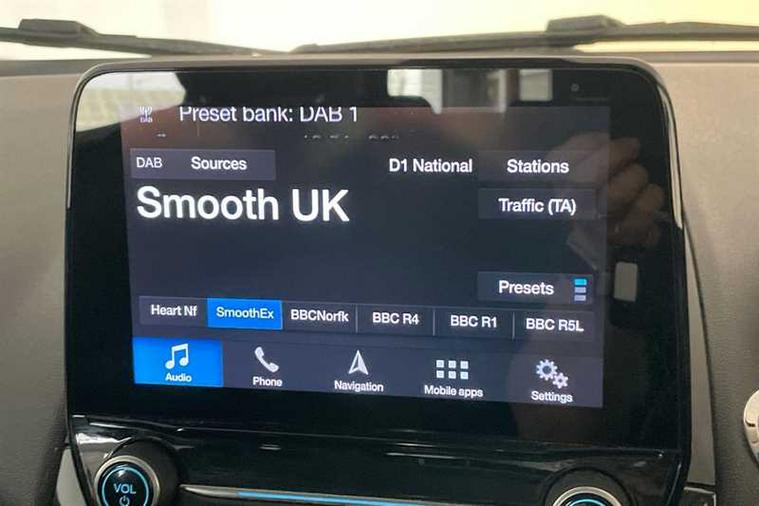 DAB
Preset bank: DAB 1
DAB Sources
D1 National
Stations
Smooth UK
Traffic (TA)
Presets
Heart Nf
SmoothEx
BBCNorfk
BBC R4
BBC R1
BBC R5L
Audio
Phone
Navigation
Mobile apps
Settings
VOL